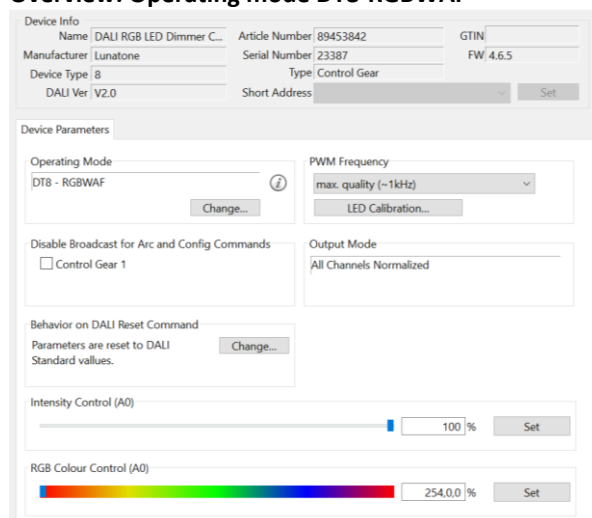 Overview: Operating Mode DT8-RGBWAF
Device Info
Name DALI RGB LED Dimmer C... Article Number 89453842 GTIN
Manufacturer Lunatone Serial Number 23387 FW 4.6.5
Device Type 8 Type Control Gear
DALI Ver V2.0 Short Address Set
Device Parameters
Operating Mode PWM Frequency
DT8 - RGBWAF i max. quality (~1kHz)
Change... LED Calibration...
Disable Broadcast for Arc and Config Commands Output Mode
Control Gear 1 All Channels Normalized
Behavior on DALI Reset Command
Parameters are reset to DALI Change...
Standard vallues.
Intensity Control (A0)
100 % Set
RGB Colour Control (A0)
254,0,0 % Set